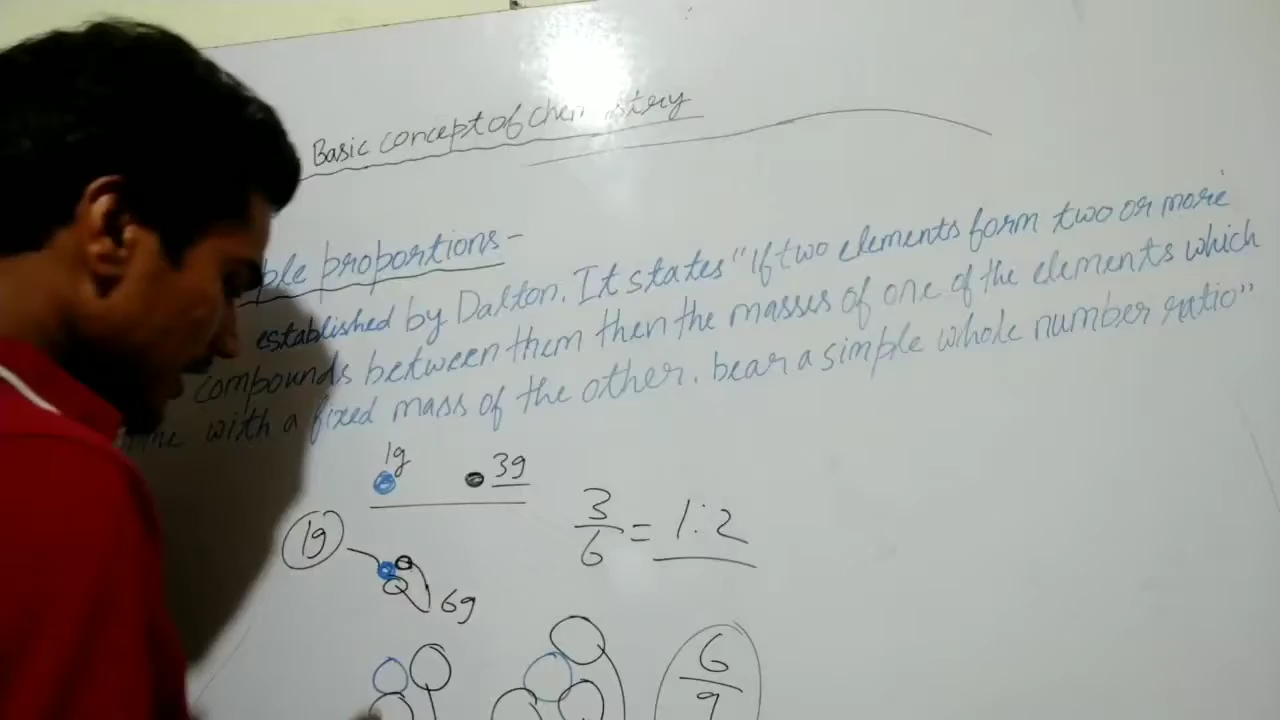 Basic concept of chemistry
ble proportions-
established by Dalton. It states "If two elements form two or more
compounds between them then the masses of one of the elements which
with a fixed mass of the other. bear a simple whole number ratio"
1g 3g
1g
6g
3/6 = 1:2
6/9